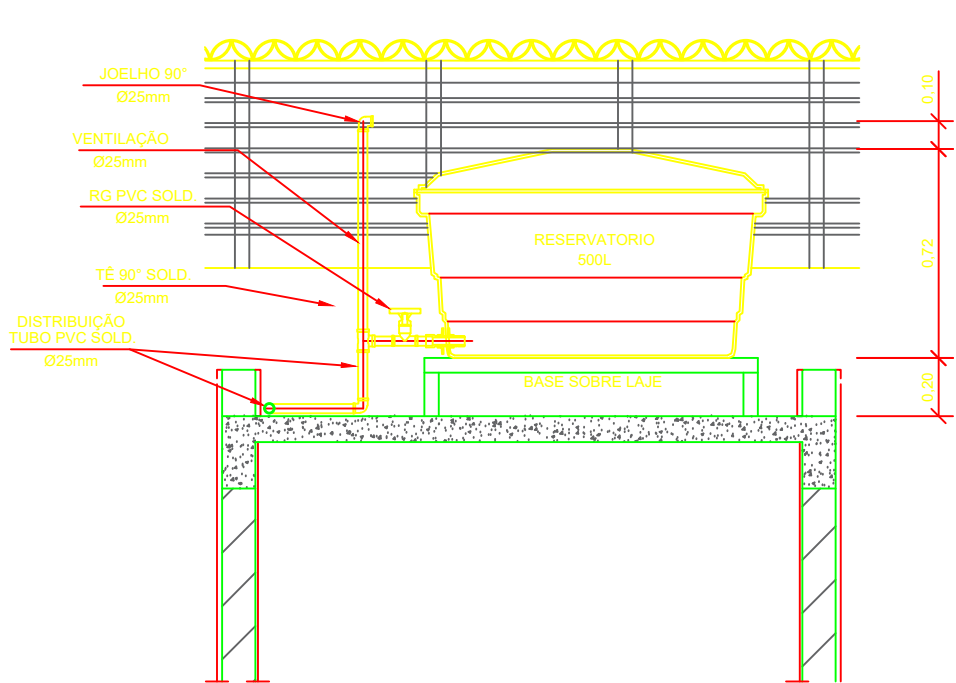 JOELHO 90°
Ø25mm
VENTILAÇÃO
Ø25mm
RG PVC SOLD.
Ø25mm
TÊ 90° SOLD.
Ø25mm
DISTRIBUIÇÃO
TUBO PVC SOLD.
Ø25mm
RESERVATORIO
500L
BASE SOBRE LAJE
0,10
0,72
0,20